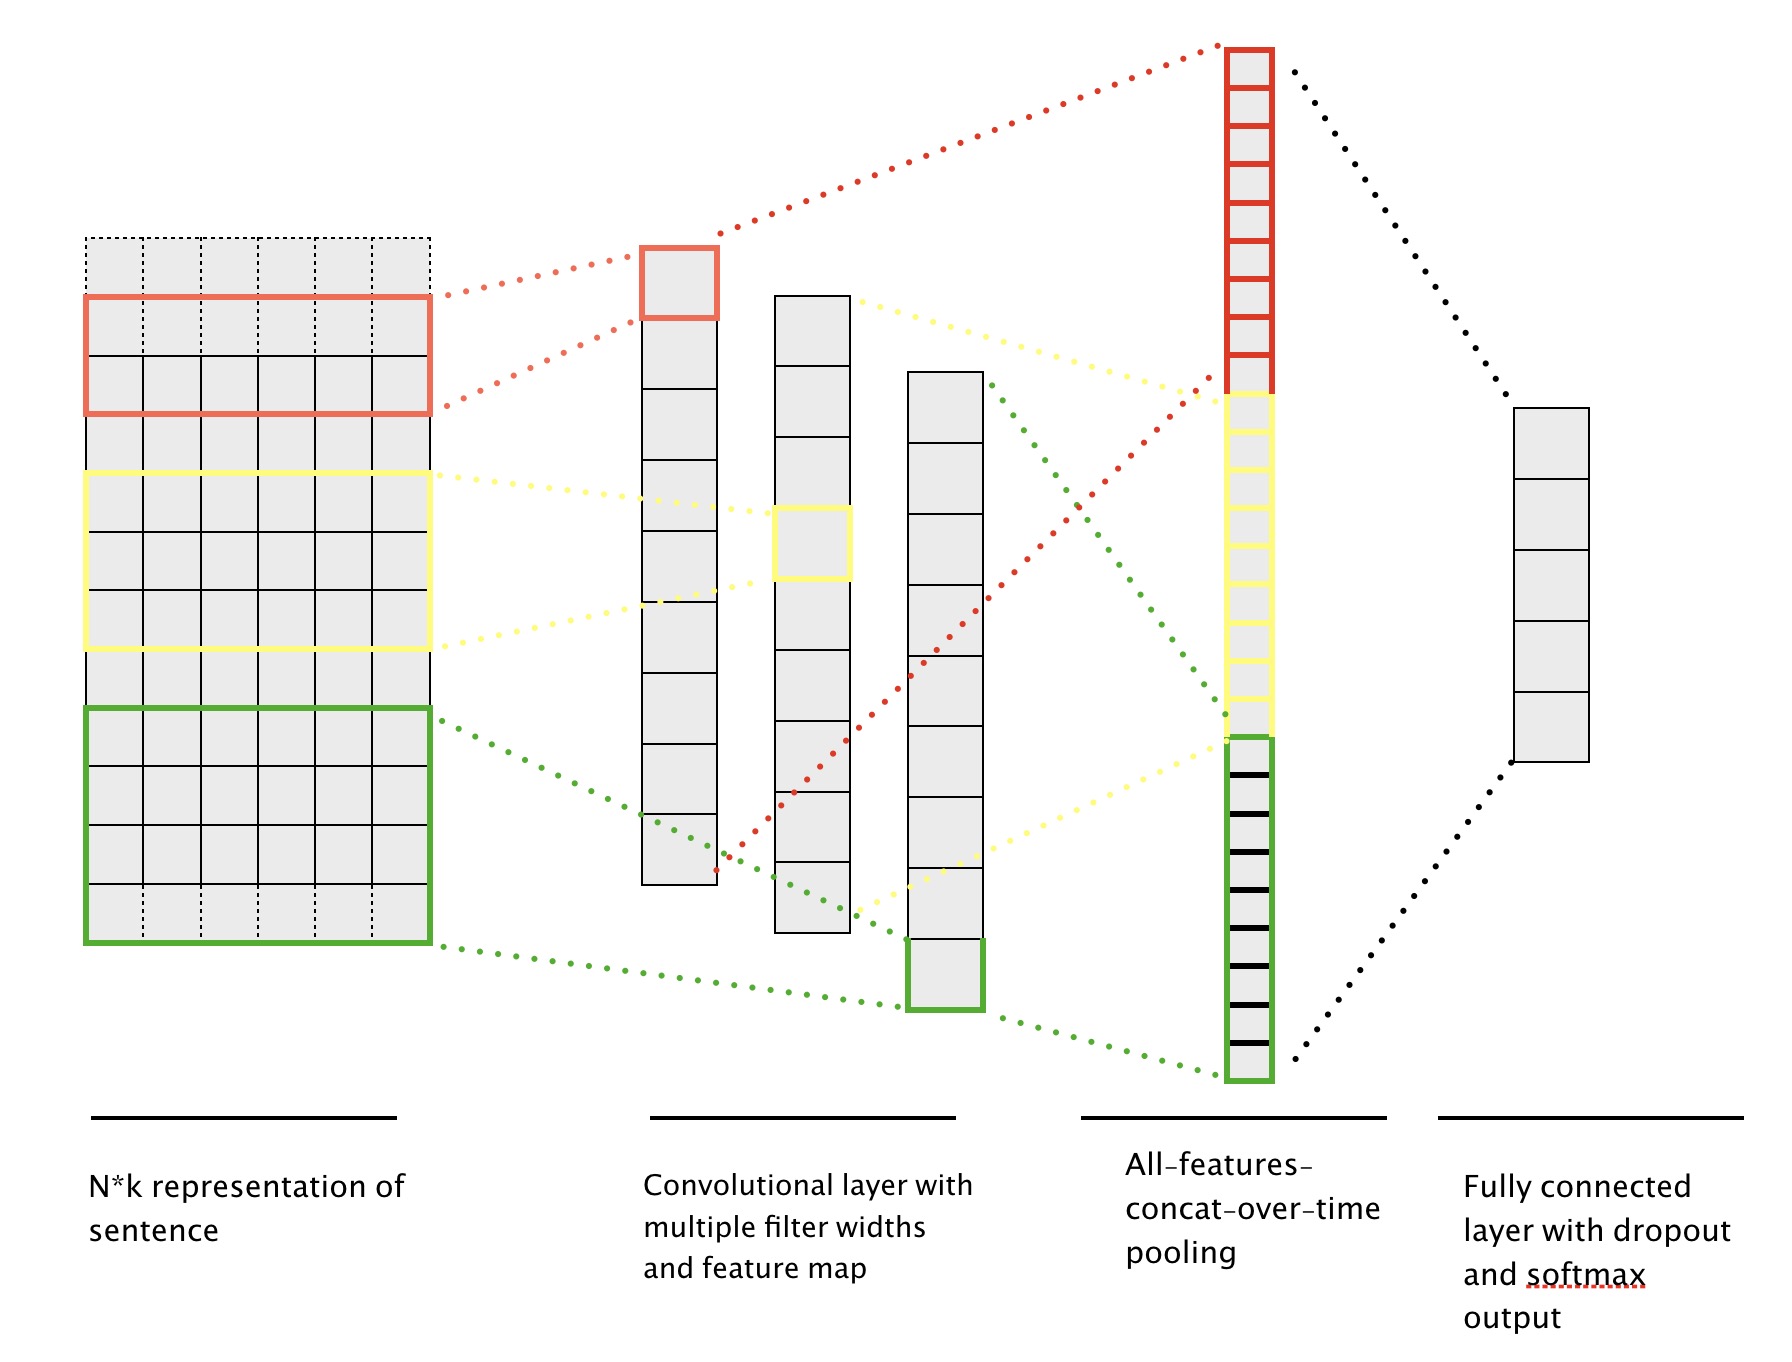 N*k representation of
sentence
Convolutional layer with
multiple filter widths
and feature map
All-features-
concat-over-time
pooling
Fully connected
layer with dropout
and softmax
output